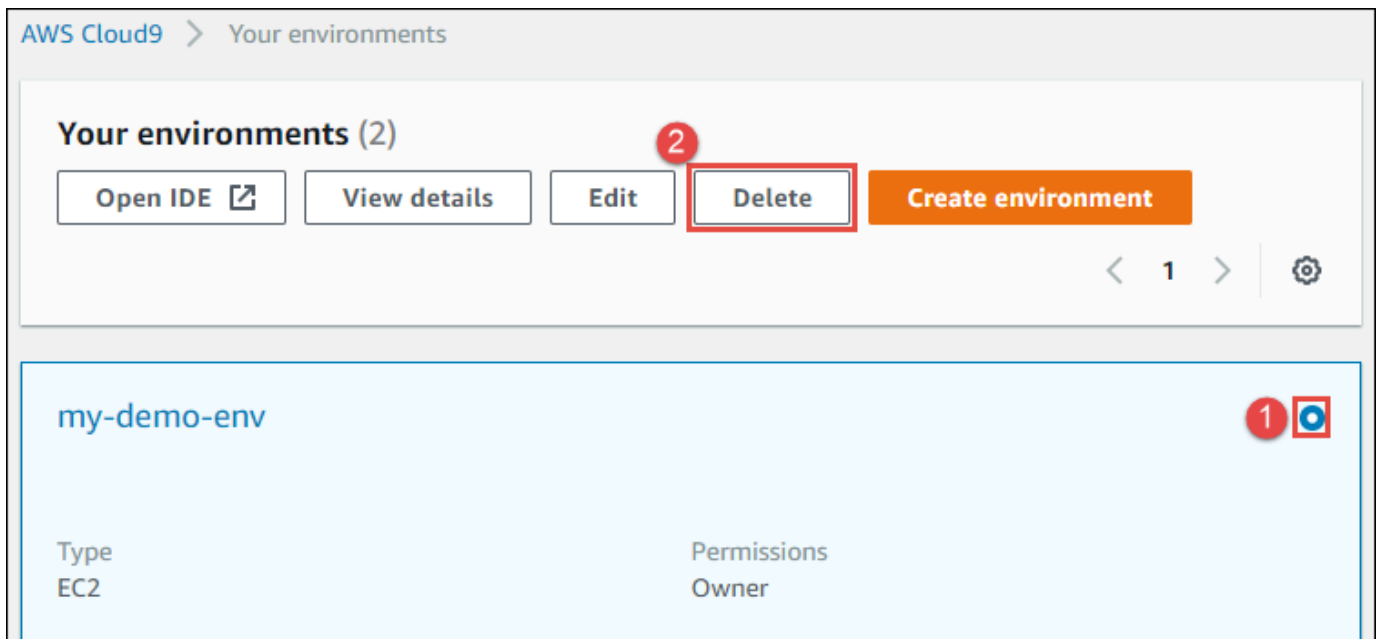 AWS Cloud9 > Your environments
Your environments (2)
2
Open IDE View details Edit Delete Create environment
< 1 >
my-demo-env
1
Type Permissions
EC2 Owner